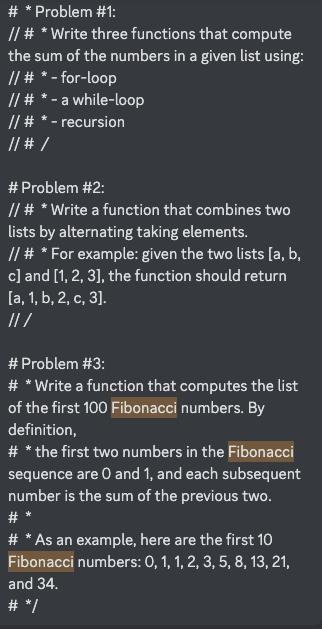 # * Problem #1:
// # * Write three functions that compute
the sum of the numbers in a given list using:
// # * - for-loop
// # * - a while-loop
// # * - recursion
// # /
# Problem #2:
// # * Write a function that combines two
lists by alternating taking elements.
// # * For example: given the two lists [a, b,
c] and [1, 2, 3], the function should return
[a, 1, b, 2, c, 3].
// /
# Problem #3:
# * Write a function that computes the list
of the first 100 Fibonacci numbers. By
definition,
# * the first two numbers in the Fibonacci
sequence are 0 and 1, and each subsequent
number is the sum of the previous two.
# *
# * As an example, here are the first 10
Fibonacci numbers: 0, 1, 1, 2, 3, 5, 8, 13, 21,
and 34.
# */